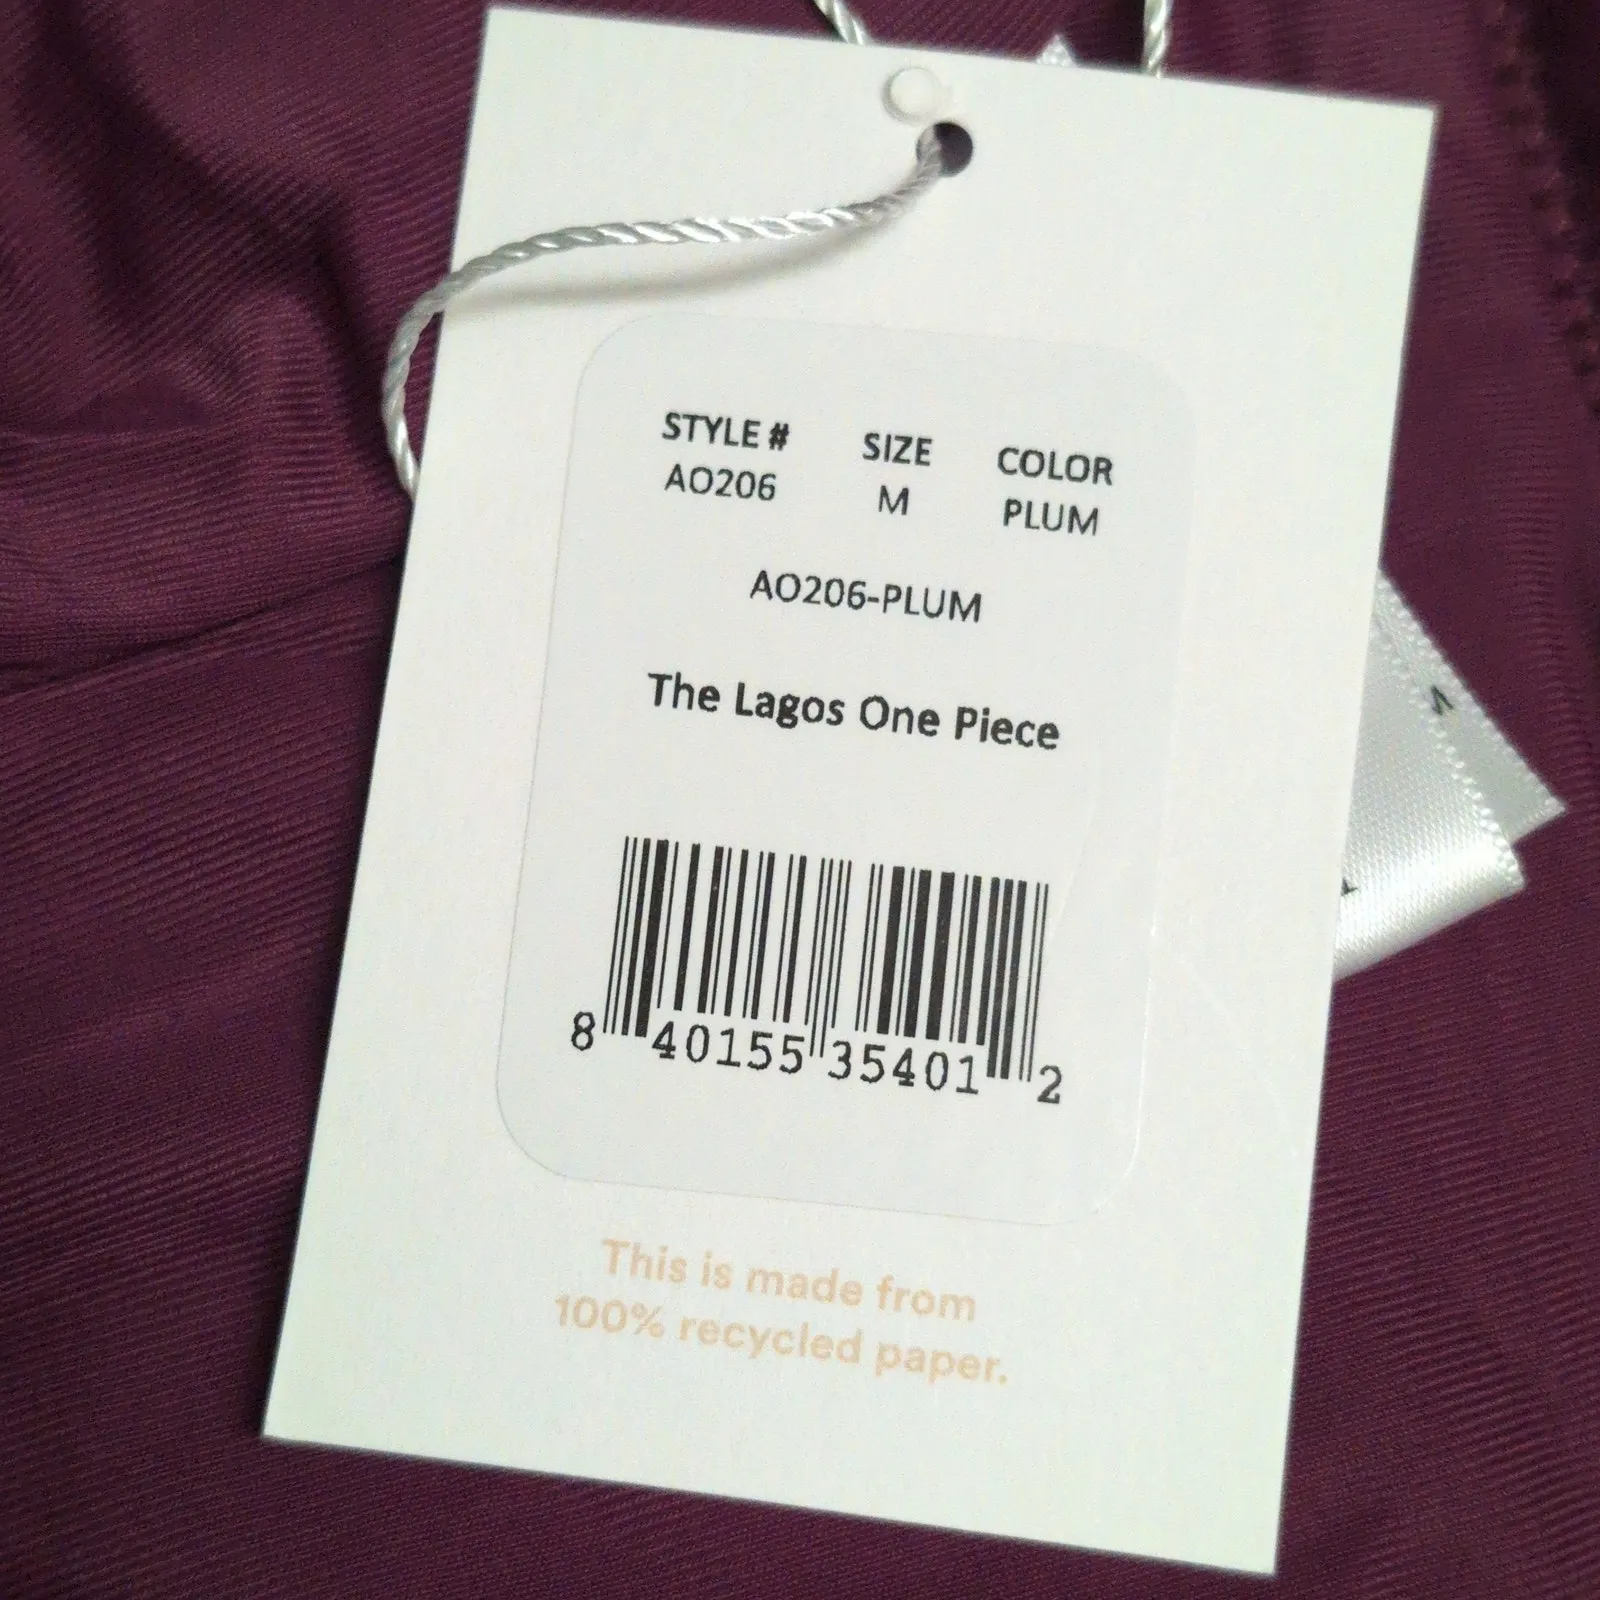 STYLE # SIZE COLOR
AO206 M PLUM
AO206-PLUM
The Lagos One Piece
8 40155 35401 2
This is made from
100% recycled paper.